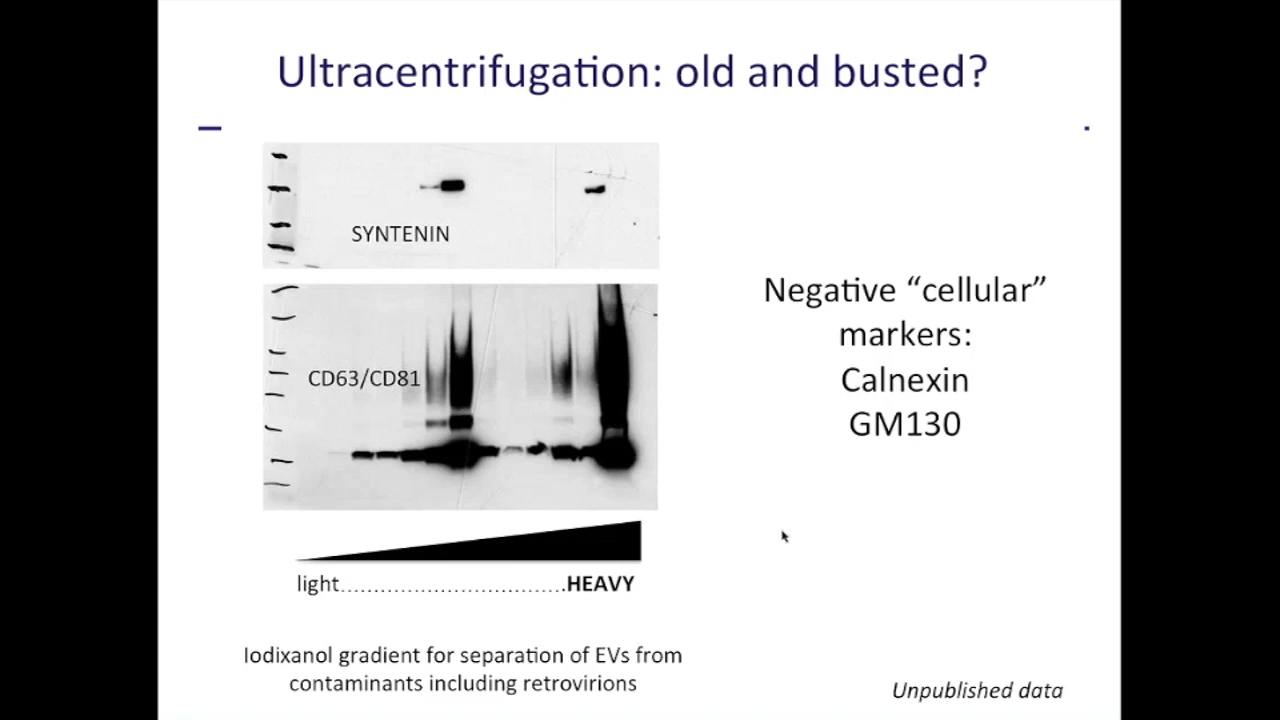 Ultracentrifugation: old and busted?
SYNTENIN
CD63/CD81
light..................................HEAVY
Iodixanol gradient for separation of EVs from
contaminants including retrovirions
Negative “cellular”
markers:
Calnexin
GM130
Unpublished data